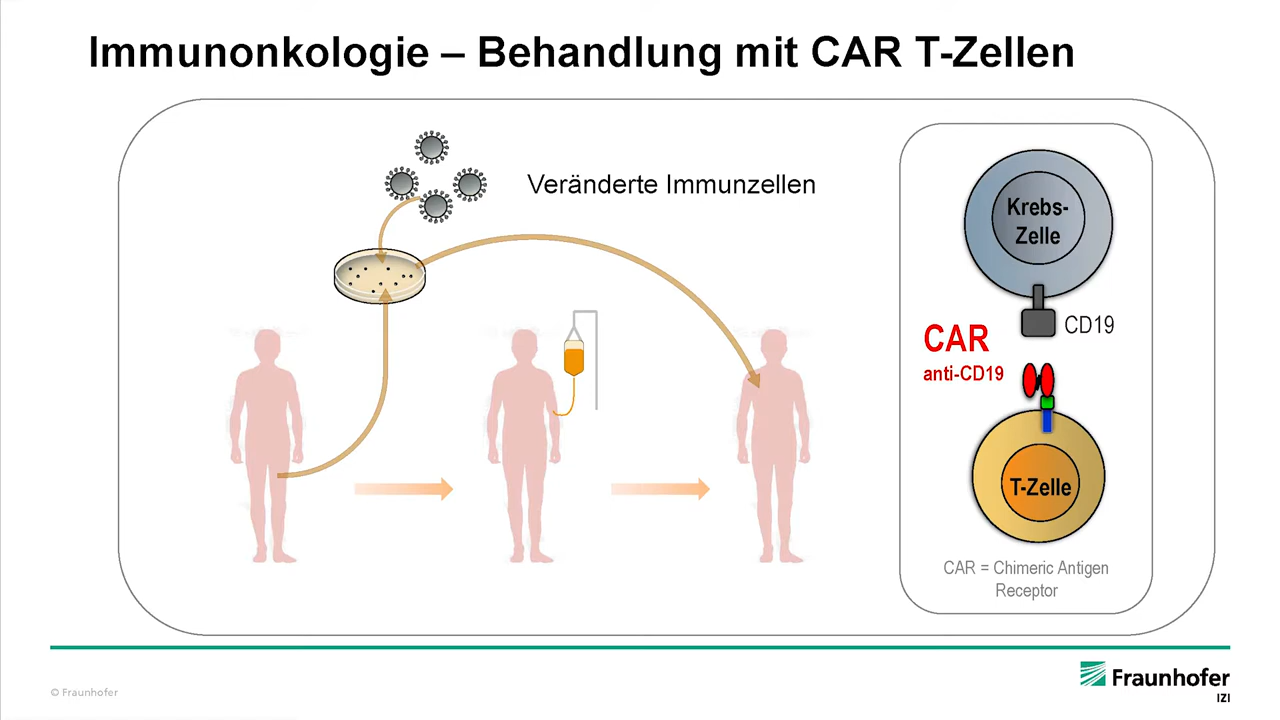 Immunonkologie – Behandlung mit CAR T-Zellen
Veränderte Immunzellen
Krebs-
Zelle
CD19
CAR
anti-CD19
T-Zelle
CAR = Chimeric Antigen
Receptor
© Fraunhofer
Fraunhofer
IZI